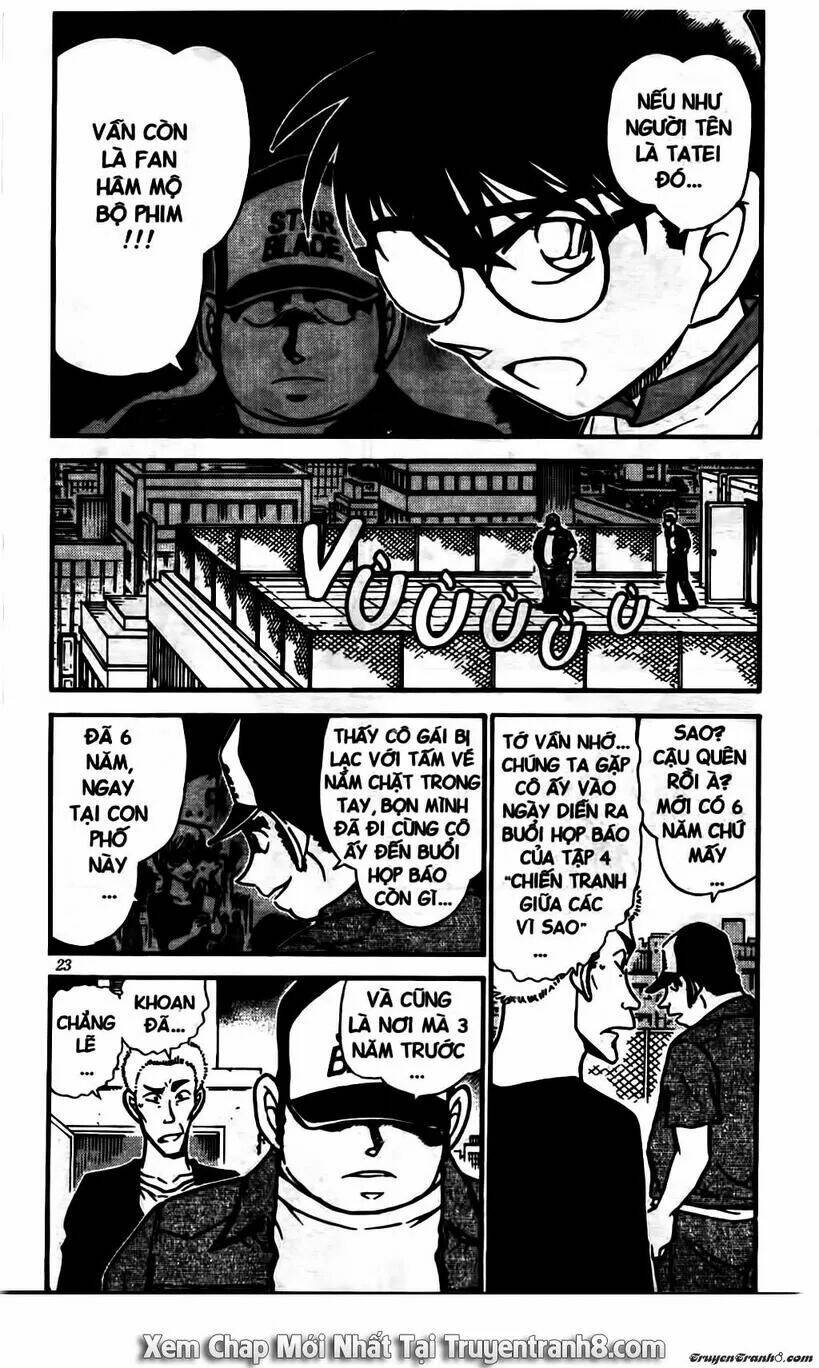 NẾU NHƯ
NGƯỜI TÊN
LÀ TATEI
ĐÓ...
VẪN CÒN
LÀ FAN
HÂM MỘ
BỘ PHIM
!!!
STAR
BLADE
VÙÙÙÙÙ Ù
SAO?
CẬU QUÊN
RỒI À?
MỚI CÓ 6
NĂM CHỨ
MẤY
...
TỚ VẪN NHỚ...
CHÚNG TA GẶP
CÔ ẤY VÀO
NGÀY DIẾN RA
BUỔI HỌP BÁO
CỦA TẬP 4
"CHIẾN TRANH
GIỮA CÁC
VÌ SAO"
...
THẤY CÔ GÁI BỊ
LẠC VỚI TẤM VÉ
NẮM CHẶT TRONG
TAY, BỌN MÌNH
ĐÃ ĐI CÙNG CÔ
ẤY ĐẾN BUỔI
HỌP BÁO
CÒN GÌ...
ĐÃ 6
NĂM,
NGAY
TẠI CON
PHỐ
NÀY
...
23
VÀ CŨNG
LÀ NƠI MÀ 3
NĂM TRƯỚC
...
KHOAN
ĐÃ...
CHẲNG
LẼ
...
Xem Chap Mới Nhất Tại Truyentranh8.com
TruyenTranh8.com